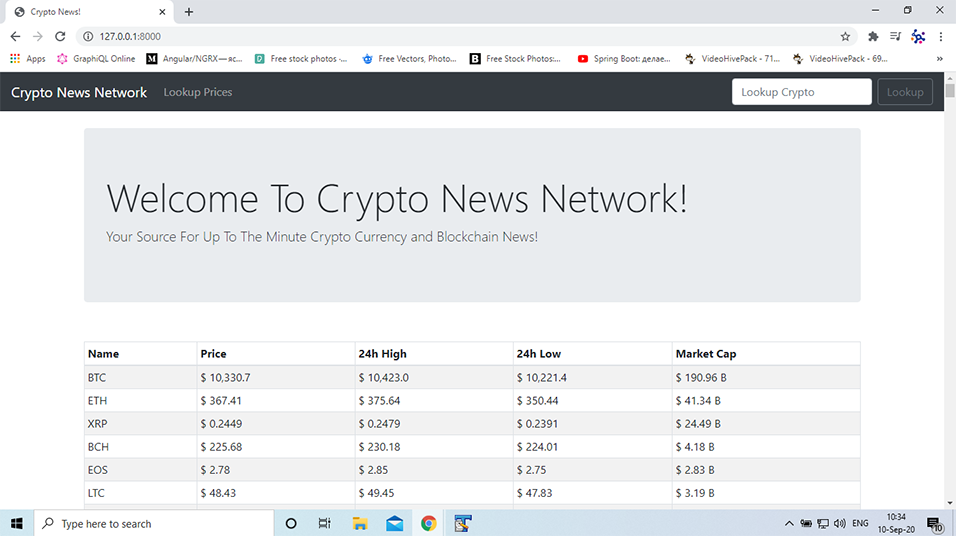 Crypto News!
127.0.0.1:8000
Apps GraphiQL Online Angular/NGRX — яс... Free stock photos -... Free Vectors, Photo... Free Stock Photos:... Spring Boot: делае... VideoHivePack - 71... VideoHivePack - 69... »
Crypto News Network Lookup Prices Lookup Crypto Lookup
Welcome To Crypto News Network!
Your Source For Up To The Minute Crypto Currency and Blockchain News!
Name Price 24h High 24h Low Market Cap
BTC $ 10,330.7 $ 10,423.0 $ 10,221.4 $ 190.96 B
ETH $ 367.41 $ 375.64 $ 350.44 $ 41.34 B
XRP $ 0.2449 $ 0.2479 $ 0.2391 $ 24.49 B
BCH $ 225.68 $ 230.18 $ 224.01 $ 4.18 B
EOS $ 2.78 $ 2.85 $ 2.75 $ 2.83 B
LTC $ 48.43 $ 49.45 $ 47.83 $ 3.19 B
Type here to search ENG 10:34
10-Sep-20 10